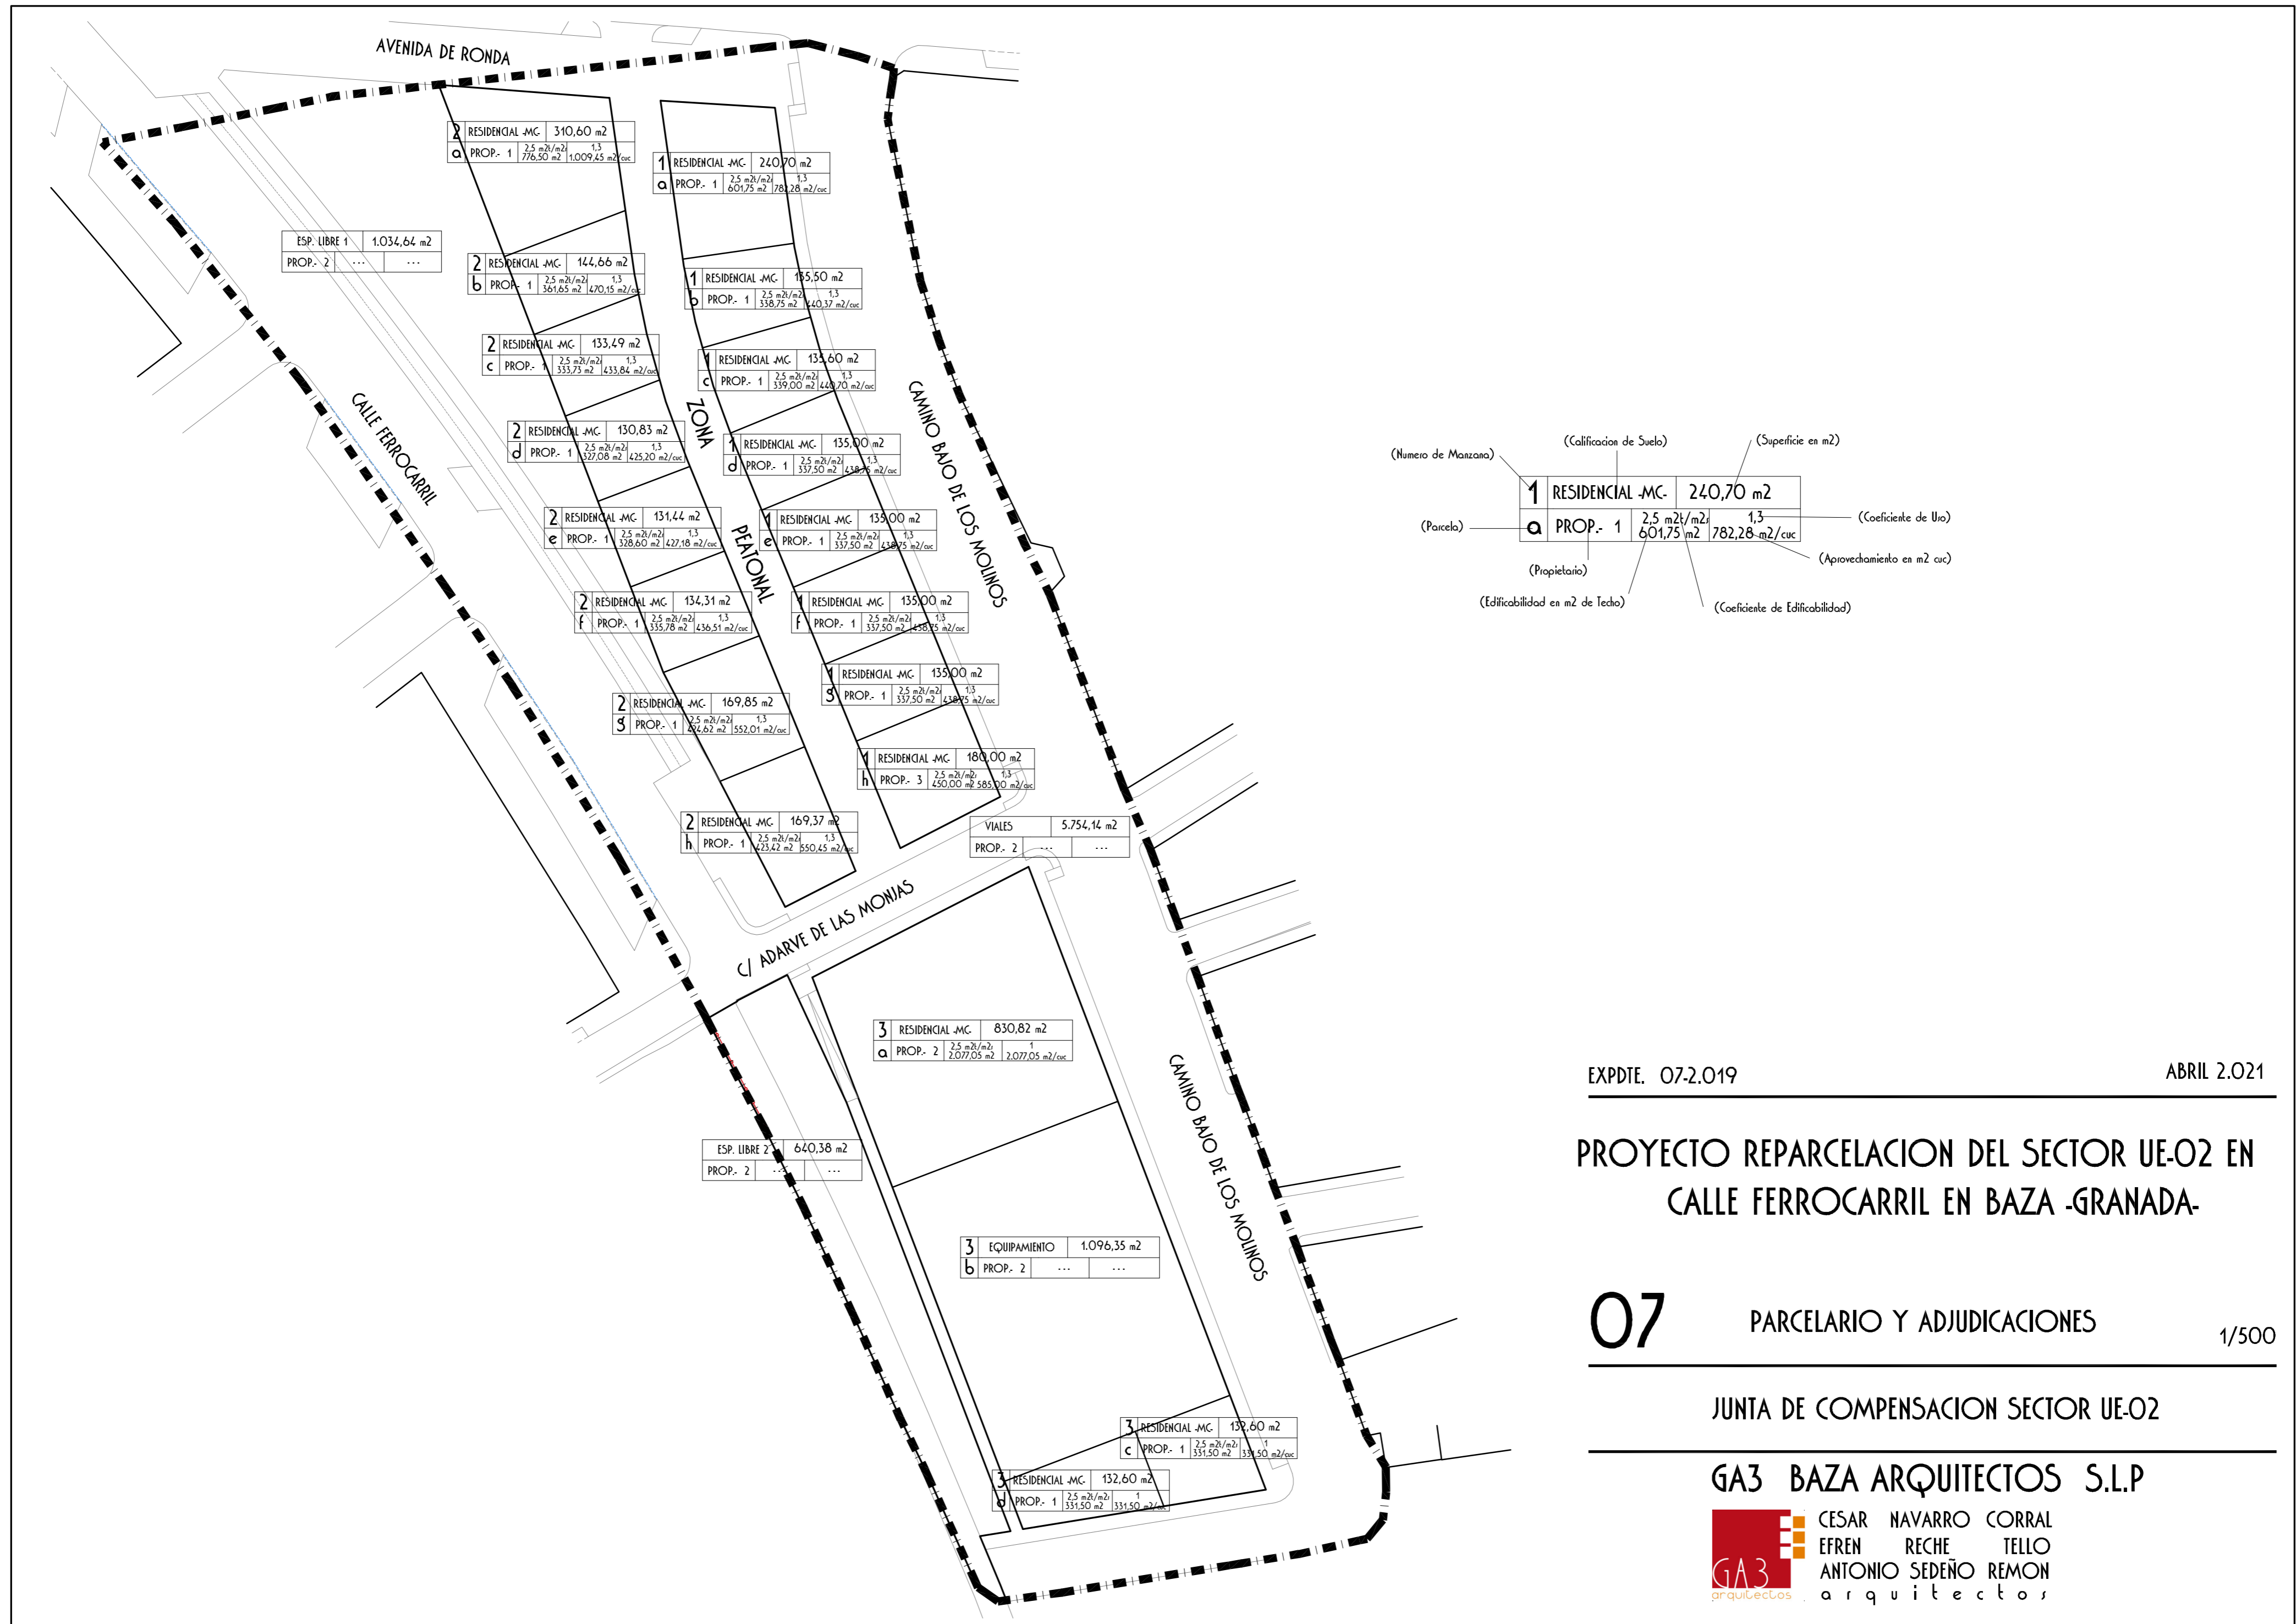 AVENIDA DE RONDA
2 RESIDENCIAL -MC- 310,60 m2
a PROP.- 1 2,5 m2t/m2s 1,3
776,50 m2 1.009,45 m2/cuc
1 RESIDENCIAL -MC- 240,70 m2
a PROP.- 1 2,5 m2t/m2s 1,3
601,75 m2 782,28 m2/cuc
ESP. LIBRE 1 1.034,64 m2
PROP.- 2 --- ---
2 RESIDENCIAL -MC- 144,66 m2
b PROP.- 1 2,5 m2t/m2s 1,3
361,65 m2 470,15 m2/cuc
1 RESIDENCIAL -MC- 135,50 m2
b PROP.- 1 2,5 m2t/m2s 1,3
338,75 m2 440,37 m2/cuc
2 RESIDENCIAL -MC- 133,49 m2
c PROP.- 1 2,5 m2t/m2s 1,3
333,73 m2 433,84 m2/cuc
1 RESIDENCIAL -MC- 135,60 m2
c PROP.- 1 2,5 m2t/m2s 1,3
339,00 m2 440,70 m2/cuc
CALLE FERROCARRIL
ZONA
PEATONAL
CAMINO BAJO DE LOS MOLINOS
2 RESIDENCIAL -MC- 130,83 m2
d PROP.- 1 2,5 m2t/m2s 1,3
327,08 m2 425,20 m2/cuc
1 RESIDENCIAL -MC- 135,00 m2
d PROP.- 1 2,5 m2t/m2s 1,3
337,50 m2 438,75 m2/cuc
2 RESIDENCIAL -MC- 131,44 m2
e PROP.- 1 2,5 m2t/m2s 1,3
328,60 m2 427,18 m2/cuc
1 RESIDENCIAL -MC- 135,00 m2
e PROP.- 1 2,5 m2t/m2s 1,3
337,50 m2 438,75 m2/cuc
2 RESIDENCIAL -MC- 134,31 m2
f PROP.- 1 2,5 m2t/m2s 1,3
335,78 m2 436,51 m2/cuc
1 RESIDENCIAL -MC- 135,00 m2
f PROP.- 1 2,5 m2t/m2s 1,3
337,50 m2 438,75 m2/cuc
2 RESIDENCIAL -MC- 169,85 m2
g PROP.- 1 2,5 m2t/m2s 1,3
424,62 m2 552,01 m2/cuc
1 RESIDENCIAL -MC- 135,00 m2
g PROP.- 1 2,5 m2t/m2s 1,3
337,50 m2 438,75 m2/cuc
1 RESIDENCIAL -MC- 180,00 m2
h PROP.- 3 2,5 m2t/m2s 1,3
450,00 m2 585,00 m2/cuc
2 RESIDENCIAL -MC- 169,37 m2
h PROP.- 1 2,5 m2t/m2s 1,3
423,42 m2 550,45 m2/cuc
VIALES 5.754,14 m2
PROP.- 2 --- ---
C/ ADARVE DE LAS MONJAS
3 RESIDENCIAL -MC- 830,82 m2
a PROP.- 2 2,5 m2t/m2s 1
2.077,05 m2 2.077,05 m2/cuc
CAMINO BAJO DE LOS MOLINOS
ESP. LIBRE 2 640,38 m2
PROP.- 2 --- ---
3 EQUIPAMIENTO 1.096,35 m2
b PROP.- 2 --- ---
3 RESIDENCIAL -MC- 132,60 m2
c PROP.- 1 2,5 m2t/m2s 1
331,50 m2 331,50 m2/cuc
3 RESIDENCIAL -MC- 132,60 m2
d PROP.- 1 2,5 m2t/m2s 1
331,50 m2 331,50 m2/cuc
(Calificacion de Suelo)
(Superficie en m2)
(Numero de Manzana)
1 RESIDENCIAL -MC- 240,70 m2
a PROP.- 1 2,5 m2t/m2s 1,3
601,75 m2 782,28 m2/cuc
(Parcela)
(Coeficiente de Uso)
(Aprovechamiento en m2 cuc)
(Propietario)
(Edificabilidad en m2 de Techo)
(Coeficiente de Edificabilidad)
EXPDTE. 07-2.019
ABRIL 2.021
PROYECTO REPARCELACION DEL SECTOR UE-02 EN
CALLE FERROCARRIL EN BAZA -GRANADA-
07 PARCELARIO Y ADJUDICACIONES 1/500
JUNTA DE COMPENSACION SECTOR UE-02
GA3 BAZA ARQUITECTOS S.L.P
GA3
arquitectos
CESAR NAVARRO CORRAL
EFREN RECHE TELLO
ANTONIO SEDEÑO REMON
arquitectos